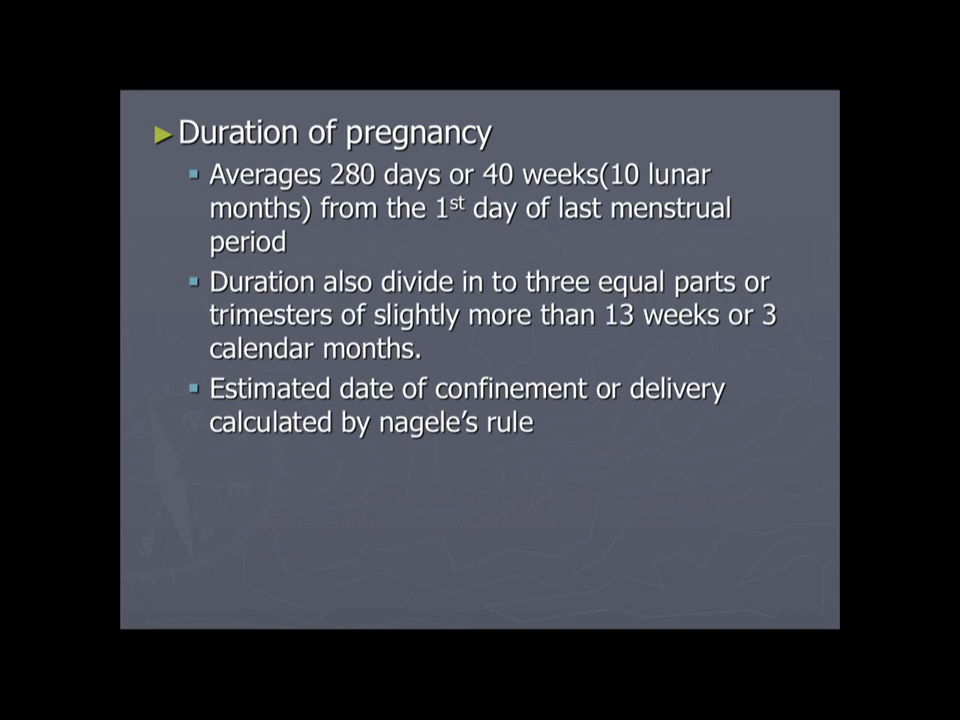 Duration of pregnancy
Averages 280 days or 40 weeks(10 lunar
months) from the 1st day of last menstrual
period
Duration also divide in to three equal parts or
trimesters of slightly more than 13 weeks or 3
calendar months.
Estimated date of confinement or delivery
calculated by nagele’s rule